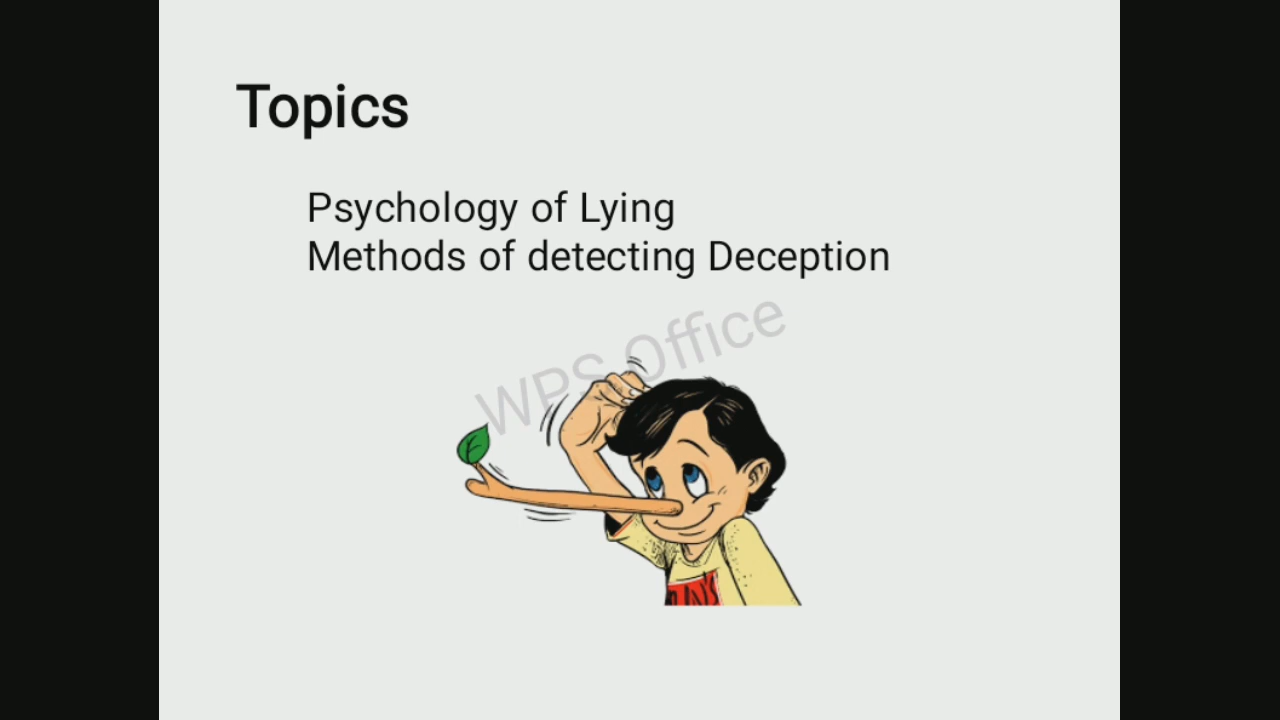 Topics
Psychology of Lying
Methods of detecting Deception
WPS Office